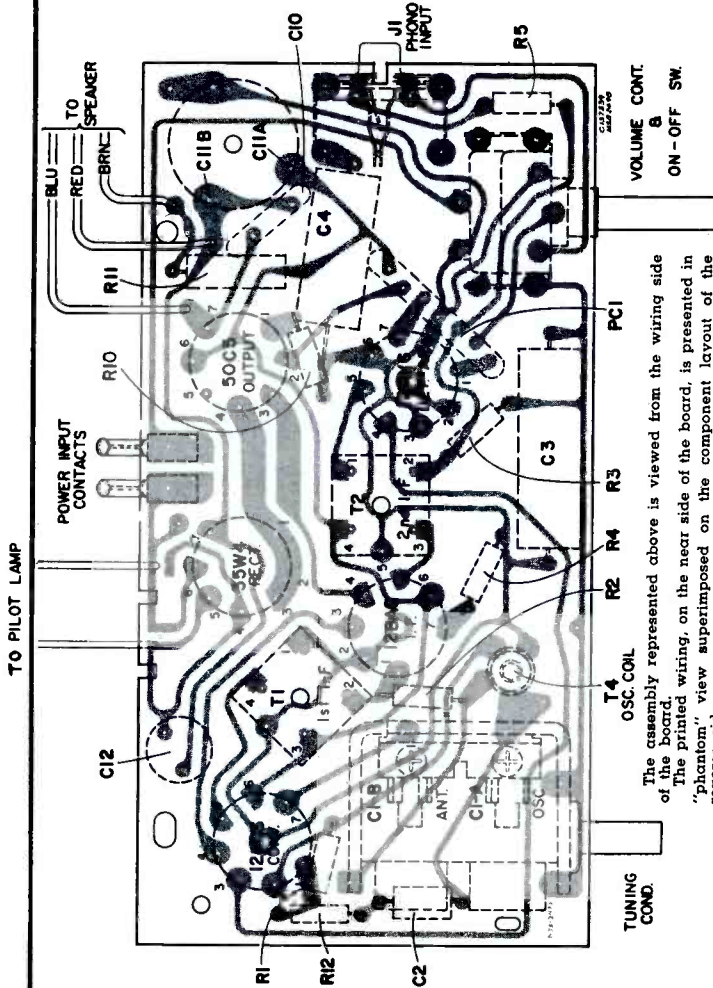 TO PILOT LAMP
POWER INPUT
CONTACTS
BLU
RED
BRN
TO
SPEAKER
C12
R10
R11
C11B
C11A
C10
J1
PHONO
INPUT
R5
C4
50C5
OUTPUT
35W4
RECT
T1
1st I-F
T2
I-F
C1-B
ANT.
C1-A
OSC
C3
R1
R12
C2
TUNING
COND.
T4
OSC. COIL
R2
R4
R3
PC1
VOLUME CONT.
&
ON-OFF SW.
The assembly represented above is viewed from the wiring side
of the board.
The printed wiring, on the near side of the board, is presented in
"phantom" view superimposed on the component layout of the